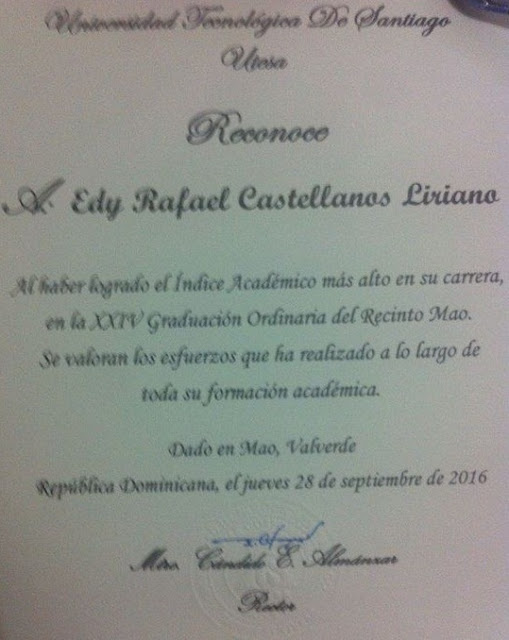 Universidad Tecnológica De Santiago
Utesa
Reconoce
A: Edy Rafael Castellanos Liriano
Al haber logrado el Índice Académico más alto en su carrera,
en la XXIV Graduación Ordinaria del Recinto Mao.
Se valoran los esfuerzos que ha realizado a lo largo de
toda su formación académica.
Dado en Mao, Valverde
República Dominicana, el jueves 28 de septiembre de 2016
Mtro. Cándido E. Almánzar
Rector